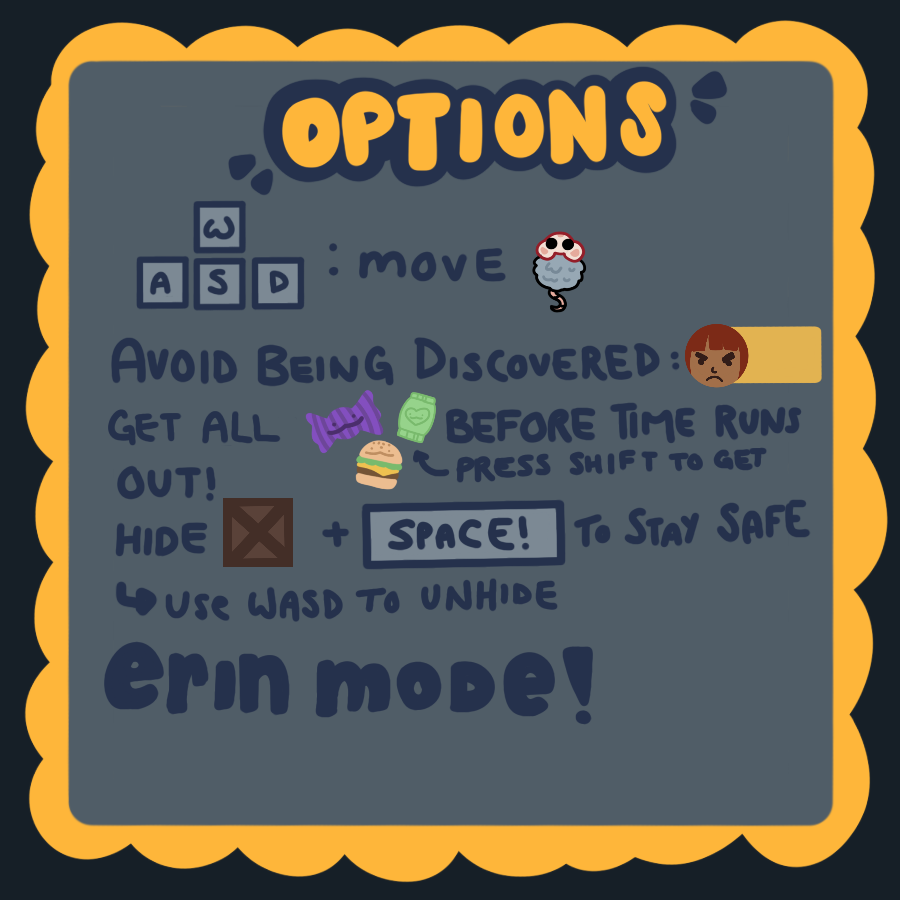 OPTIONS
W
A S D : MOVE
AVOID BEING DISCOVERED:
GET ALL BEFORE TIME RUNS
PRESS SHIFT TO GET
OUT!
HIDE + SPACE! TO STAY SAFE
USE WASD TO UNHIDE
erin mode!